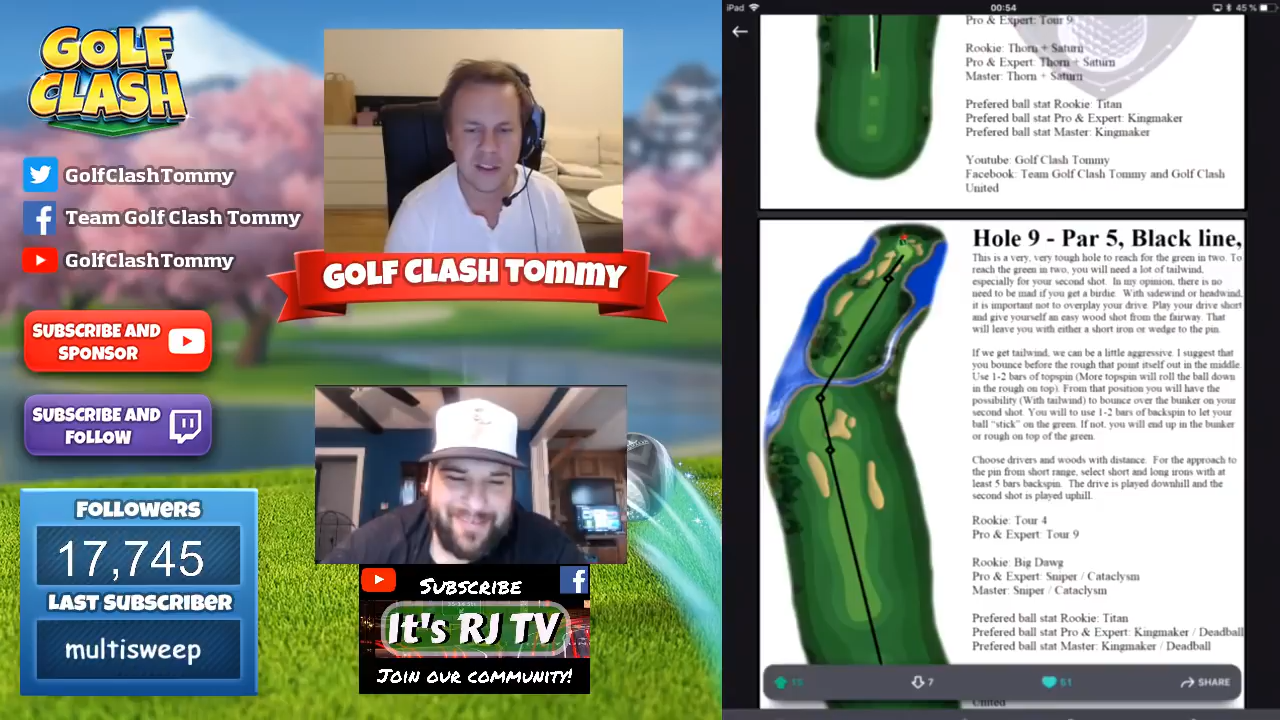 GOLF
CLASH
GolfClashTommy
Team Golf Clash Tommy
GolfClashTommy
SUBSCRIBE AND
SPONSOR
SUBSCRIBE AND
FOLLOW
FOLLOWERS
17,745
LAST SUBSCRIBER
multisweep
GOLF CLASH TOMMY
SUBSCRIBE
It's RJ TV
JOIN OUR COMMUNITY!
iPad
00:54
45 %
Pro & Expert: Tour 9
Rookie: Thorn + Saturn
Pro & Expert: Thorn + Saturn
Master: Thorn + Saturn
Prefered ball stat Rookie: Titan
Prefered ball stat Pro & Expert: Kingmaker
Prefered ball stat Master: Kingmaker
Youtube: Golf Clash Tommy
Facebook: Team Golf Clash Tommy and Golf Clash
United
Hole 9 - Par 5, Black line,
This is a very, very tough hole to reach for the green in two. To
reach the green in two, you will need a lot of tailwind,
especially for your second shot. In my opinion, there is no
need to be mad if you get a birdie. With sidewind or headwind,
it is important not to overplay your drive. Play your drive short
and give yourself an easy wood shot from the fairway. That
will leave you with either a short iron or wedge to the pin.
If we get tailwind, we can be a little aggressive. I suggest that
you bounce before the rough that point itself out in the middle.
Use 1-2 bars of topspin (More topspin will roll the ball down
in the rough on top). From that position you will have the
possibility (With tailwind) to bounce over the bunker on your
second shot. You will to use 1-2 bars of backspin to let your
ball "stick" on the green. If not, you will end up in the bunker
or rough on top of the green.
Choose drivers and woods with distance. For the approach to
the pin from short range, select short and long irons with at
least 5 bars backspin. The drive is played downhill and the
second shot is played uphill.
Rookie: Tour 4
Pro & Expert: Tour 9
Rookie: Big Dawg
Pro & Expert: Sniper / Cataclysm
Master: Sniper / Cataclysm
Prefered ball stat Rookie: Titan
Prefered ball stat Pro & Expert: Kingmaker / Deadball
Prefered ball stat Master: Kingmaker / Deadball
7
51
SHARE
United